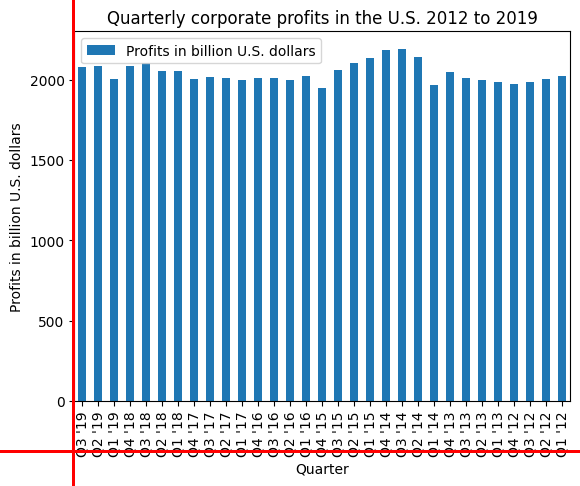 Quarterly corporate profits in the U.S. 2012 to 2019
Profits in billion U.S. dollars
Profits in billion U.S. dollars
2000
1500
1000
500
0
Q3 '19
Q2 '19
Q1 '19
Q4 '18
Q3 '18
Q2 '18
Q1 '18
Q4 '17
Q3 '17
Q2 '17
Q1 '17
Q4 '16
Q3 '16
Q2 '16
Q1 '16
Q4 '15
Q3 '15
Q2 '15
Q1 '15
Q4 '14
Q3 '14
Q2 '14
Q1 '14
Q4 '13
Q3 '13
Q2 '13
Q1 '13
Q4 '12
Q3 '12
Q2 '12
Q1 '12
Quarter